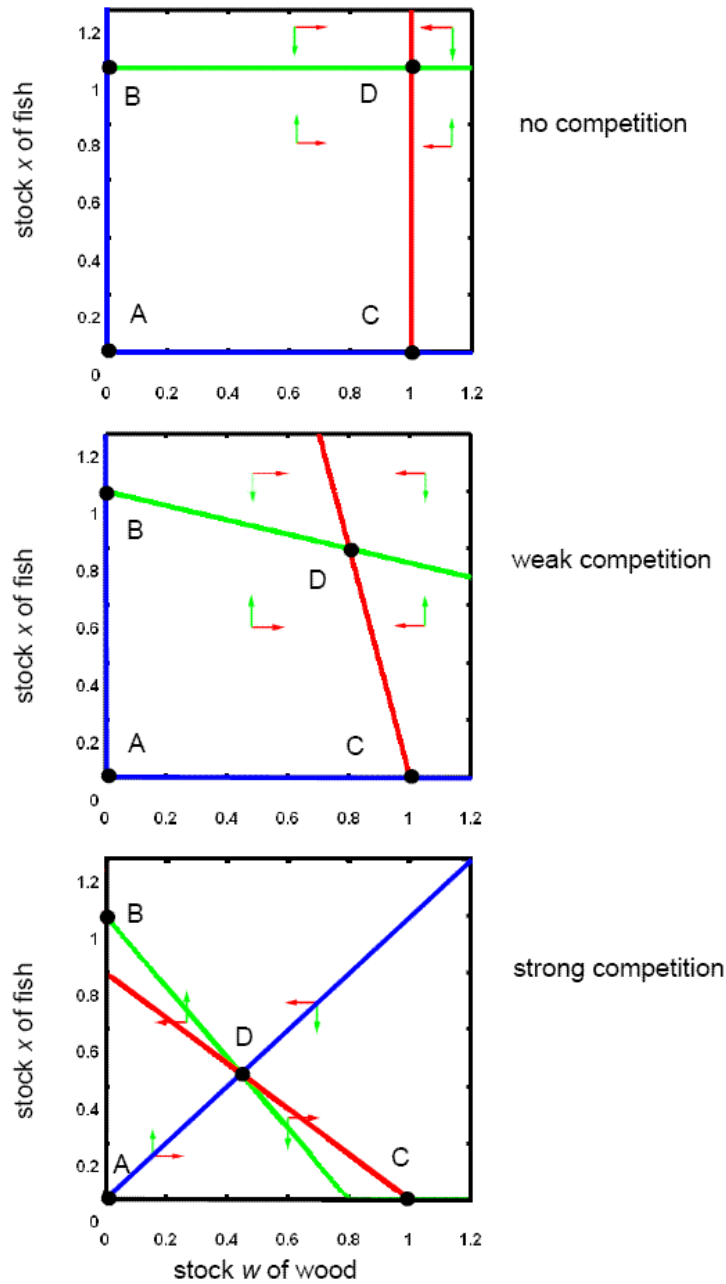 1.2
1
0.8
0.6
0.4
0.2
0
stock x of fish
B
D
A
C
0 0.2 0.4 0.6 0.8 1 1.2
no competition
1.2
1
0.8
0.6
0.4
0.2
0
stock x of fish
B
D
A
C
0 0.2 0.4 0.6 0.8 1 1.2
weak competition
1.2
1
0.8
0.6
0.4
0.2
0
stock x of fish
B
D
A
C
0 0.2 0.4 0.6 0.8 1 1.2
stock w of wood
strong competition